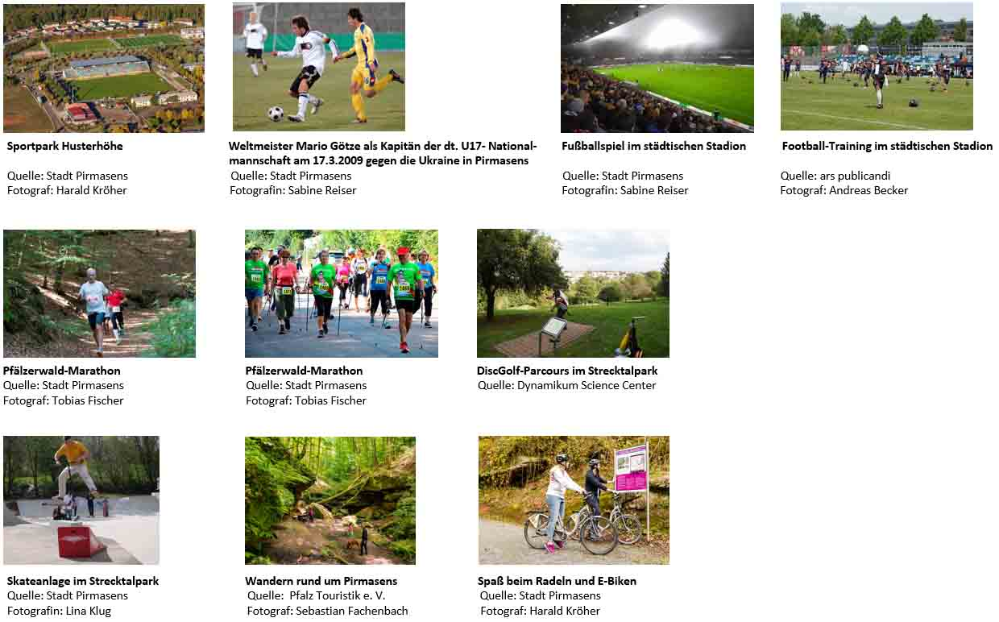 Sportpark Husterhöhe
Quelle: Stadt Pirmasens
Fotograf: Harald Kröher
Weltmeister Mario Götze als Kapitän der dt. U17- National-
mannschaft am 17.3.2009 gegen die Ukraine in Pirmasens
Quelle: Stadt Pirmasens
Fotografin: Sabine Reiser
Fußballspiel im städtischen Stadion
Quelle: Stadt Pirmasens
Fotografin: Sabine Reiser
Football-Training im städtischen Stadion
Quelle: ars publicandi
Fotograf: Andreas Becker
Pfälzerwald-Marathon
Quelle: Stadt Pirmasens
Fotograf: Tobias Fischer
Pfälzerwald-Marathon
Quelle: Stadt Pirmasens
Fotograf: Tobias Fischer
DiscGolf-Parcours im Strecktalpark
Quelle: Dynamikum Science Center
Skateanlage im Strecktalpark
Quelle: Stadt Pirmasens
Fotografin: Lina Klug
Wandern rund um Pirmasens
Quelle: Pfalz Touristik e. V.
Fotograf: Sebastian Fachenbach
Spaß beim Radeln und E-Biken
Quelle: Stadt Pirmasens
Fotograf: Harald Kröher